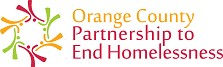 Orange County
Partnership to
End Homelessness